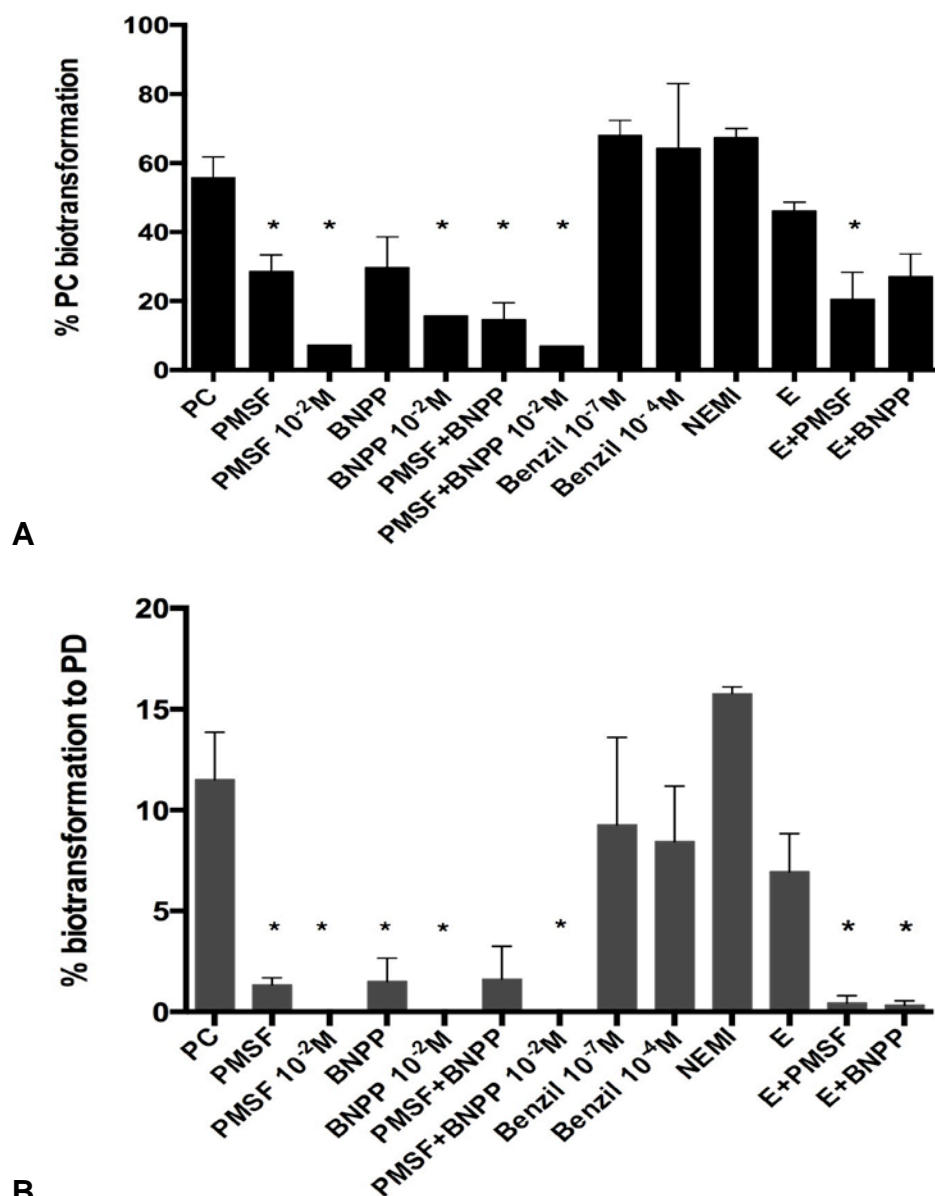 % PC biotransformation
100
80
60
40
20
0
* * * * * *
PC
PMSF
PMSF 10⁻²M
BNPP
BNPP 10⁻²M
PMSF+BNPP
PMSF+BNPP 10⁻²M
Benzil 10⁻⁷M
Benzil 10⁻⁴M
NEMI
E
E+PMSF
E+BNPP
A
% biotransformation to PD
20
15
10
5
0
* * * * * * *
PC
PMSF
PMSF 10⁻²M
BNPP
BNPP 10⁻²M
PMSF+BNPP
PMSF+BNPP 10⁻²M
Benzil 10⁻⁷M
Benzil 10⁻⁴M
NEMI
E
E+PMSF
E+BNPP
B